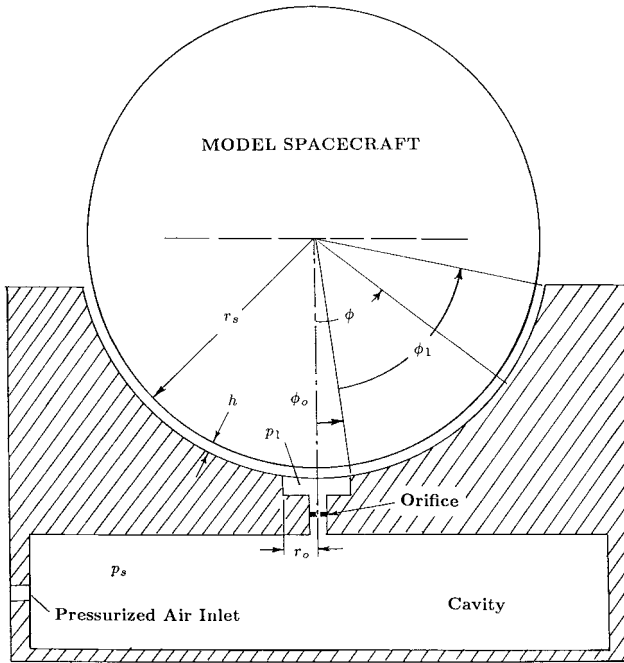 MODEL SPACECRAFT
r_s
ϕ
ϕ_1
h
ϕ_o
p_1
Orifice
r_o
p_s
Pressurized Air Inlet
Cavity